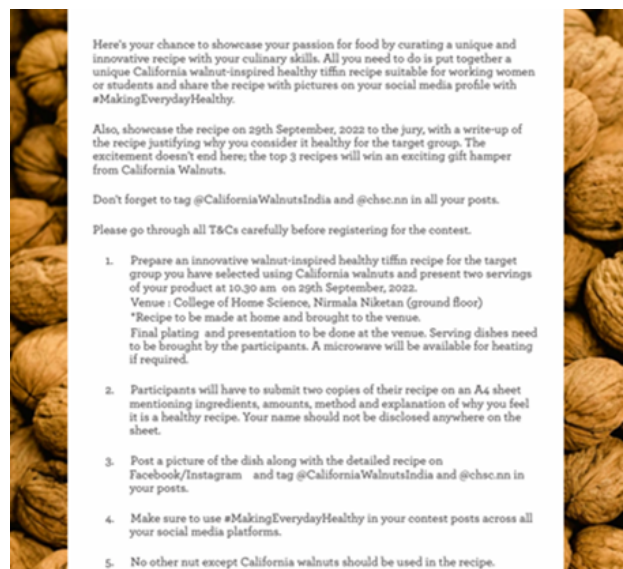 Here's your chance to showcase your passion for food by curating a unique and
innovative recipe with your culinary skills. All you need to do is put together a
unique California walnut-inspired healthy tiffin recipe suitable for working women
or students and share the recipe with pictures on your social media profile with
#MakingEverydayHealthy.
Also, showcase the recipe on 29th September, 2022 to the jury, with a write-up of
the recipe justifying why you consider it healthy for the target group. The
excitement doesn't end here; the top 3 recipes will win an exciting gift hamper
from California Walnuts.
Don't forget to tag @CaliforniaWalnutsIndia and @chsc.nn in all your posts.
Please go through all T&Cs carefully before registering for the contest.
1. Prepare an innovative walnut-inspired healthy tiffin recipe for the target
group you have selected using California walnuts and present two servings
of your product at 10.30 am on 29th September, 2022.
Venue : College of Home Science, Nirmala Niketan (ground floor)
*Recipe to be made at home and brought to the venue.
Final plating and presentation to be done at the venue. Serving dishes need
to be brought by the participants. A microwave will be available for heating
if required.
2. Participants will have to submit two copies of their recipe on an A4 sheet
mentioning ingredients, amounts, method and explanation of why you feel
it is a healthy recipe. Your name should not be disclosed anywhere on the
sheet.
3. Post a picture of the dish along with the detailed recipe on
Facebook/Instagram and tag @CaliforniaWalnutsIndia and @chsc.nn in
your posts.
4. Make sure to use #MakingEverydayHealthy in your contest posts across all
your social media platforms.
5. No other nut except California walnuts should be used in the recipe.